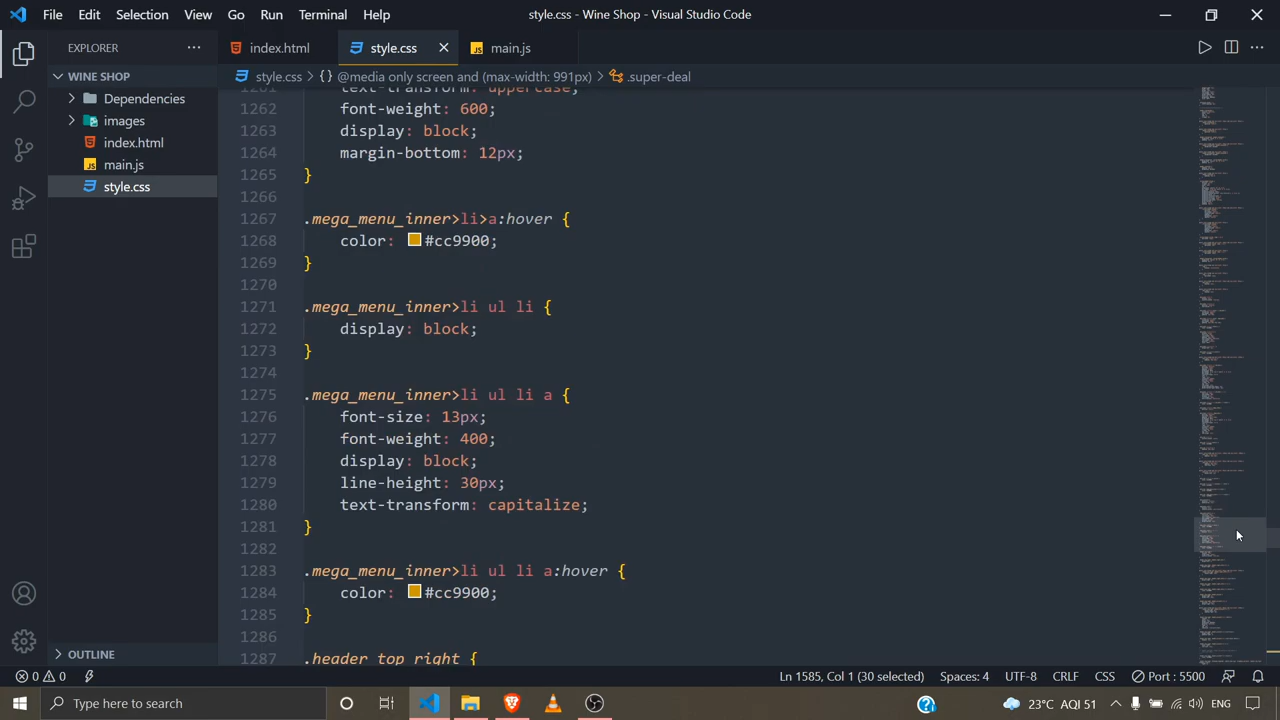 File Edit Selection View Go Run Terminal Help style.css - Wine Shop - Visual Studio Code
EXPLORER
index.html style.css main.js
WINE SHOP
style.css > {} @media only screen and (max-width: 991px) > .super-deal
Dependencies
images
index.html
main.js
style.css
1261 text-transform: uppercase;
1262 font-weight: 600;
1263 display: block;
1264 margin-bottom: 12px;
1265 }
1266
1267 .mega_menu_inner>li>a:hover {
1268 color: #cc9900;
1269 }
1270
1271 .mega_menu_inner>li ul li {
1272 display: block;
1273 }
1274
1275 .mega_menu_inner>li ul li a {
1276 font-size: 13px;
1277 font-weight: 400;
1278 display: block;
1279 line-height: 30px;
1280 text-transform: capitalize;
1281 }
1282
1283 .mega_menu_inner>li ul li a:hover {
1284 color: #cc9900;
1285 }
1286
1287 .header_top_right {
OUTLINE
0 0 Col 1 (30 selected) Spaces: UTF-8 CRLF CSS Port : 5000
Type here to search
23°C AQI 51 ENG